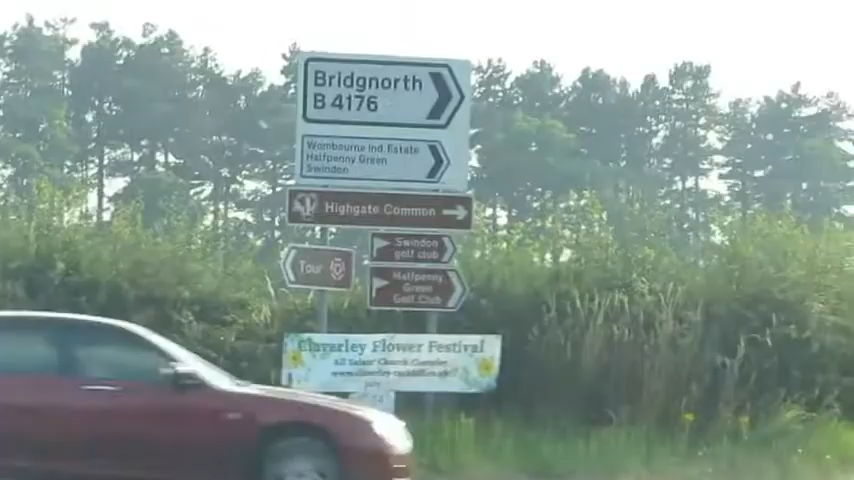 Bridgnorth
B 4176
Wombourne Ind. Estate
Halfpenny Green
Swindon
Highgate Common
Swindon
golf club
Tour
Halfpenny
Green
Golf Club
Claverley Flower Festival
All Saints' Church Claverley